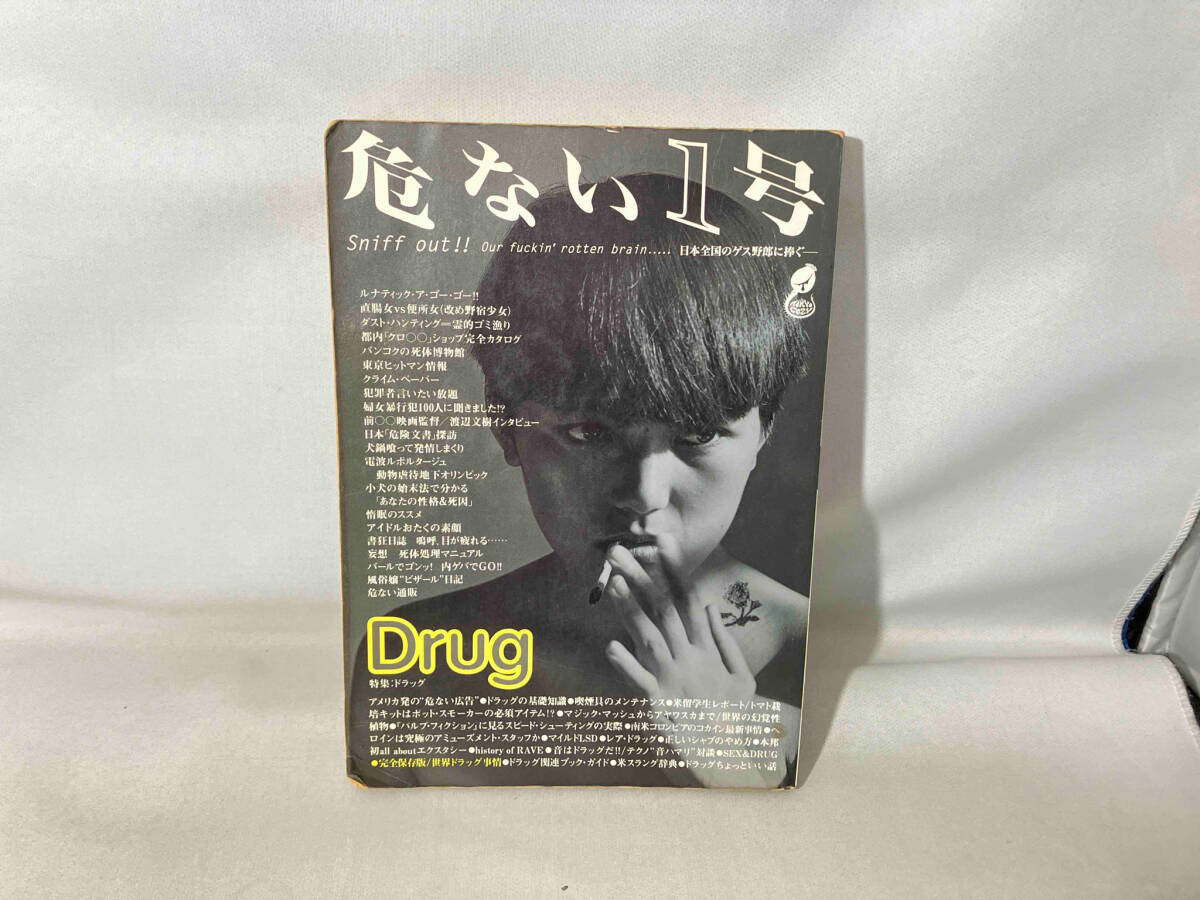 危ない1号
Sniff out!! Our fuckin' rotten brain..... 日本全国のゲス野郎に捧ぐ―
ルナティック・ア・ゴー・ゴー!!
直腸女vs便所女(改め野宿少女)
ダスト・ハンティング=霊的ゴミ漁り
都内「クロ○○」ショップ完全カタログ
バンコクの死体博物館
東京ヒットマン情報
クライム・ペーパー
犯罪者言いたい放題
婦女暴行犯100人に聞きました!?
前○○映画監督/渡辺文樹インタビュー
日本「危険文書」探訪
犬鍋喰って発情しまくり
電波ルポルタージュ
動物虐待地下オリンピック
小犬の始末法で分かる
「あなたの性格&死因」
惰眠のススメ
アイドルおたくの素顔
書狂日誌 嗚呼、目が疲れる……
妄想 死体処理マニュアル
バールでゴンッ! 内ゲバでGO!!
風俗嬢"ビザール"日記
危ない通販
Drug
特集:ドラッグ
アメリカ発の"危ない広告"●ドラッグの基礎知識●喫煙具のメンテナンス●米留学生レポート/トマト栽
培キットはポット・スモーカーの必須アイテム!?●マジック・マッシュからアヤワスカまで/世界の幻覚性
植物●『パルプ・フィクション』に見るスピード・シューティングの実際●南米コロンビアのコカイン最新事情●ヘ
ロインは究極のアミューズメント・スタッフか●マイルドLSD●レア・ドラッグ●正しいシャブのやめ方●本邦
初all aboutエクスタシー●history of RAVE●音はドラッグだ!!/テクノ"音ハマリ"対談●SEX&DRUG
●完全保存版/世界ドラッグ事情●ドラッグ関連ブック・ガイド●米スラング辞典●ドラッグちょっといい話